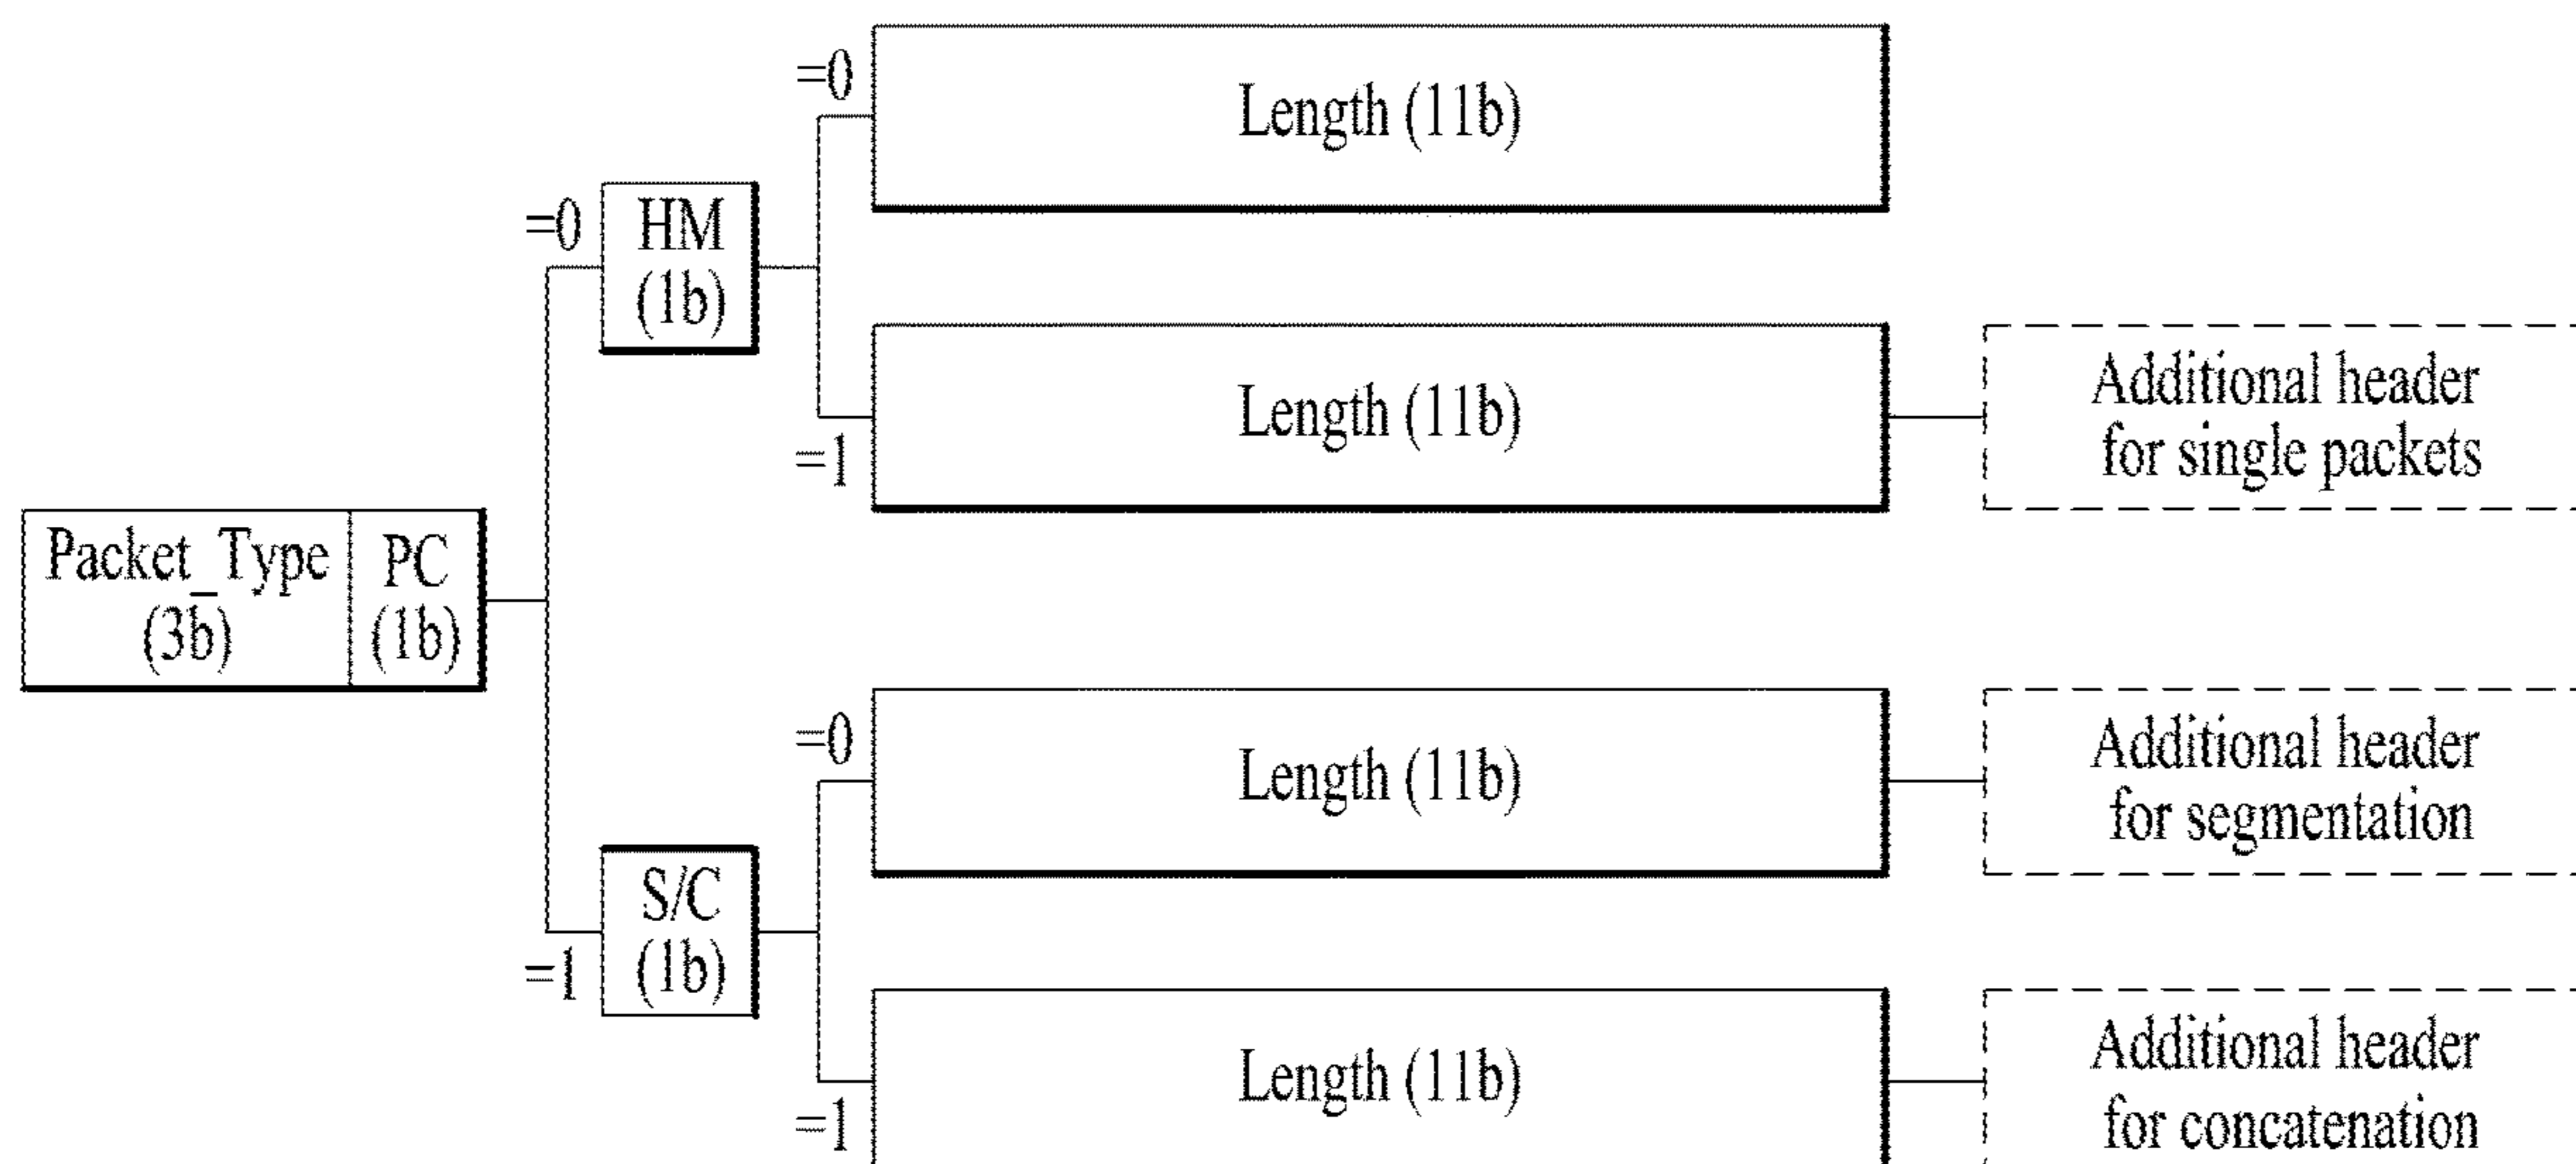 =0
Length (11b)
=0
HM
(1b)
=1
Length (11b)
Additional header
for single packets
Packet_Type
(3b)
PC
(1b)
=0
Length (11b)
Additional header
for segmentation
=1
S/C
(1b)
=1
Length (11b)
Additional header
for concatenation